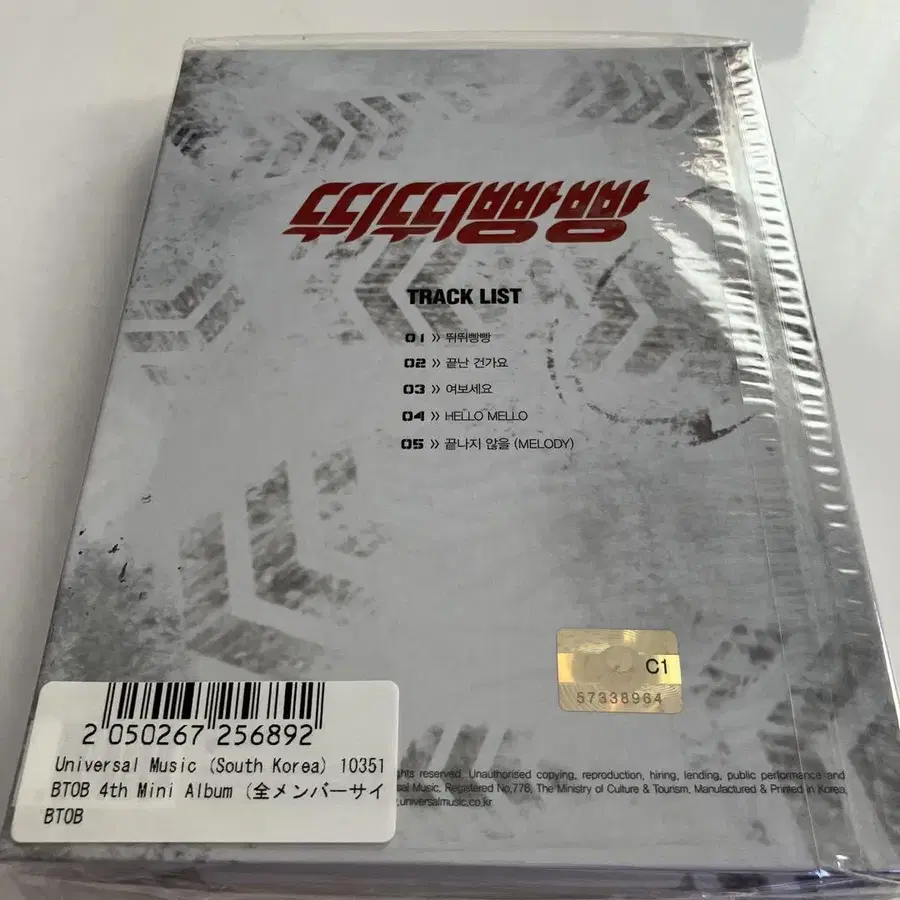 뛰뛰빵빵
TRACK LIST
01 >> 뛰뛰빵빵
02 >> 끝난 건가요
03 >> 여보세요
04 >> HELLO MELLO
05 >> 끝나지 않을 (MELODY)
C1
57338964
2 050267 256892
Universal Music (South Korea) 10351
BTOB 4th Mini Album (全メンバーサイ
BTOB
reserved. Unauthorised copying, reproduction, hiring, lending, public performance and
Music, Registered No,776, The Ministry of Culture & Tourism. Manufactured & Printed in Korea.
universalmusic.co.kr